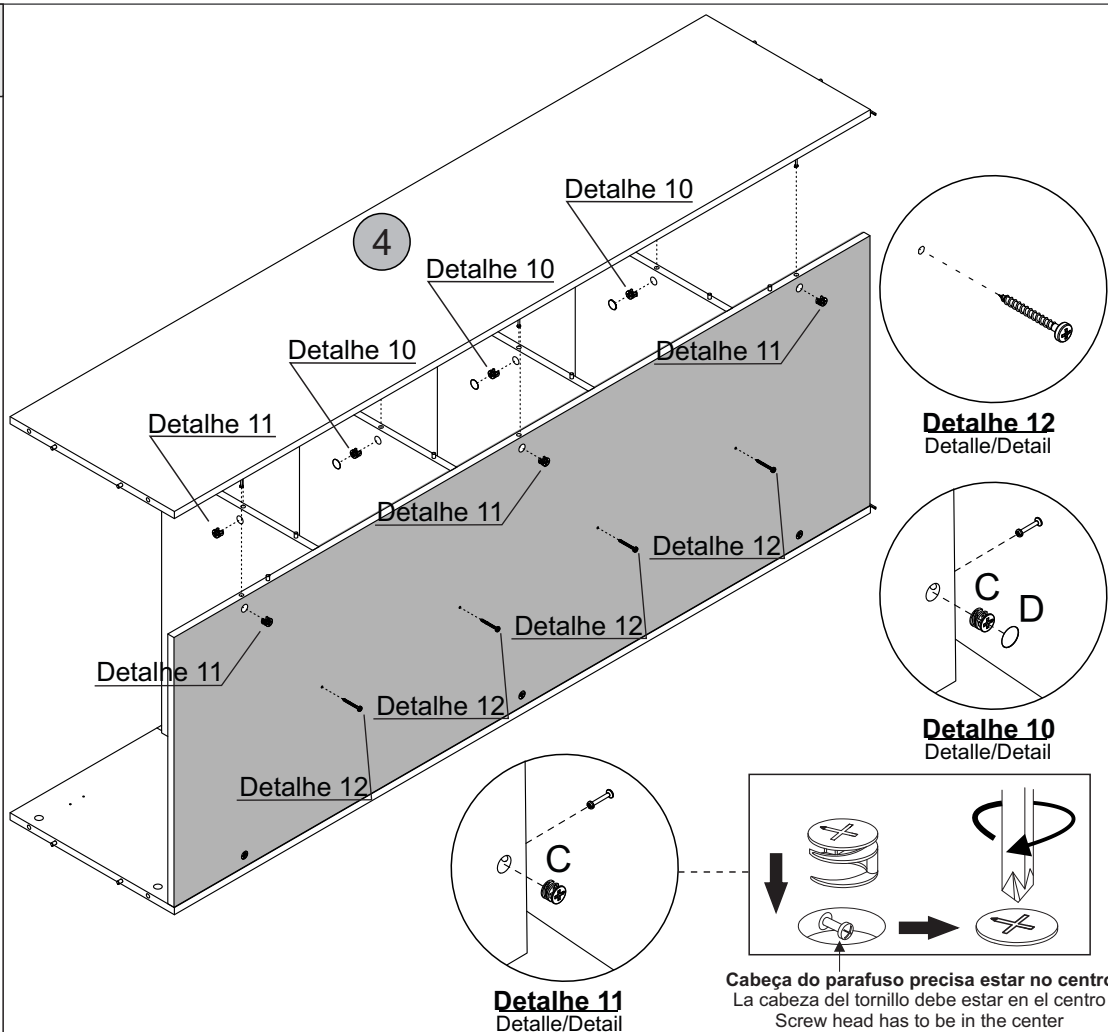 Detalhe 10
4
Detalhe 10
Detalhe 10
Detalhe 11
Detalhe 11
Detalhe 12
Detalle/Detail
Detalhe 11
Detalhe 12
C
D
Detalhe 12
Detalhe 11
Detalhe 12
Detalhe 10
Detalle/Detail
Detalhe 12
C
Detalhe 11
Detalle/Detail
Cabeça do parafuso precisa estar no centro
La cabeza del tornillo debe estar en el centro
Screw head has to be in the center